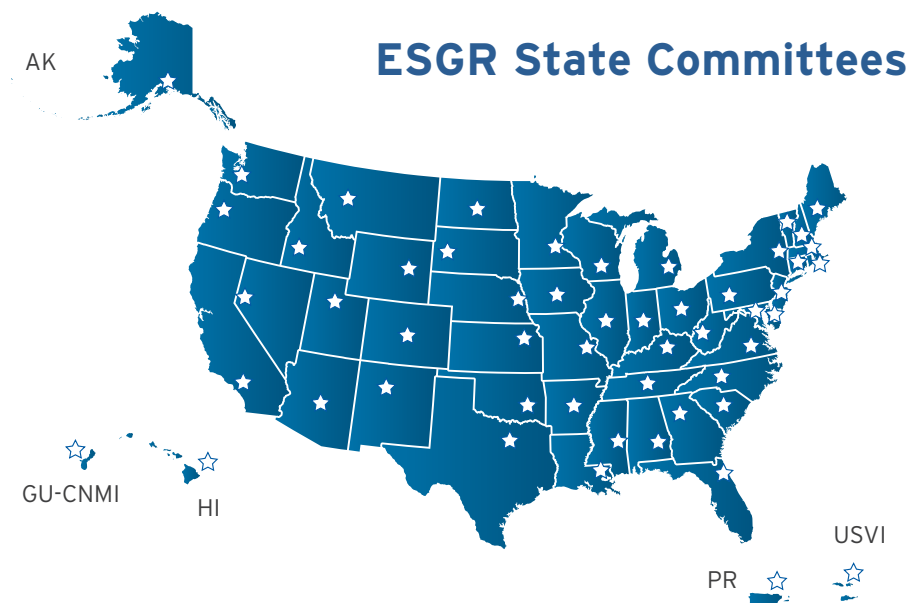 AK
ESGR State Committees
GU-CNMI
HI
USVI
PR